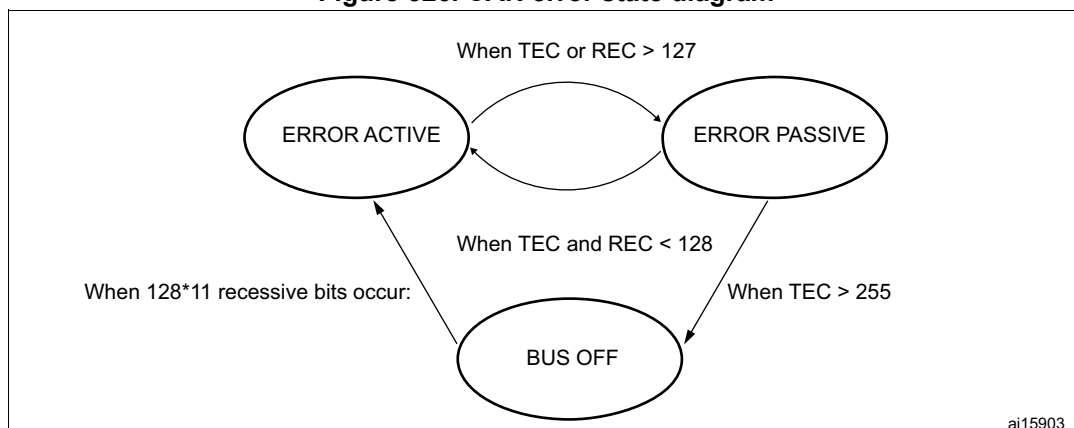 When TEC or REC > 127
ERROR ACTIVE
ERROR PASSIVE
When TEC and REC < 128
When 128*11 recessive bits occur:
When TEC > 255
BUS OFF
ai15903